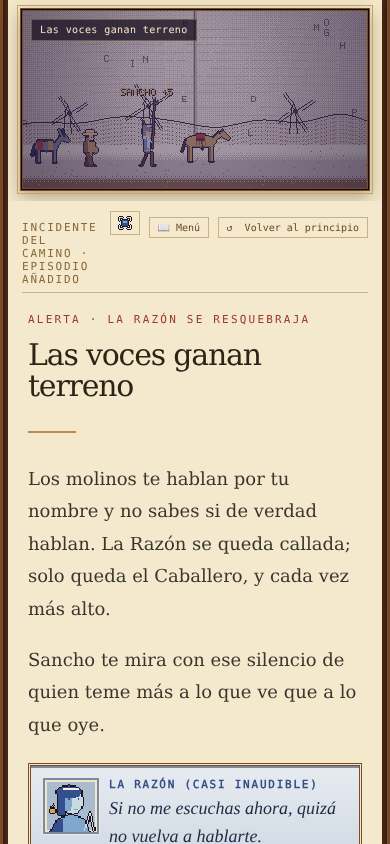 Las voces ganan terreno
M O G
H
C I N
SANCHO 45
E D P
L
INCIDENTE
DEL
CAMINO ·
EPISODIO
AÑADIDO
📖 Menú
↺ Volver al principio
ALERTA · LA RAZÓN SE RESQUEBRAJA
Las voces ganan
terreno
Los molinos te hablan por tu
nombre y no sabes si de verdad
hablan. La Razón se queda callada;
solo queda el Caballero, y cada vez
más alto.
Sancho te mira con ese silencio de
quien teme más a lo que ve que a lo
que oye.
LA RAZÓN (CASI INAUDIBLE)
Si no me escuchas ahora, quizá
no vuelva a hablarte.